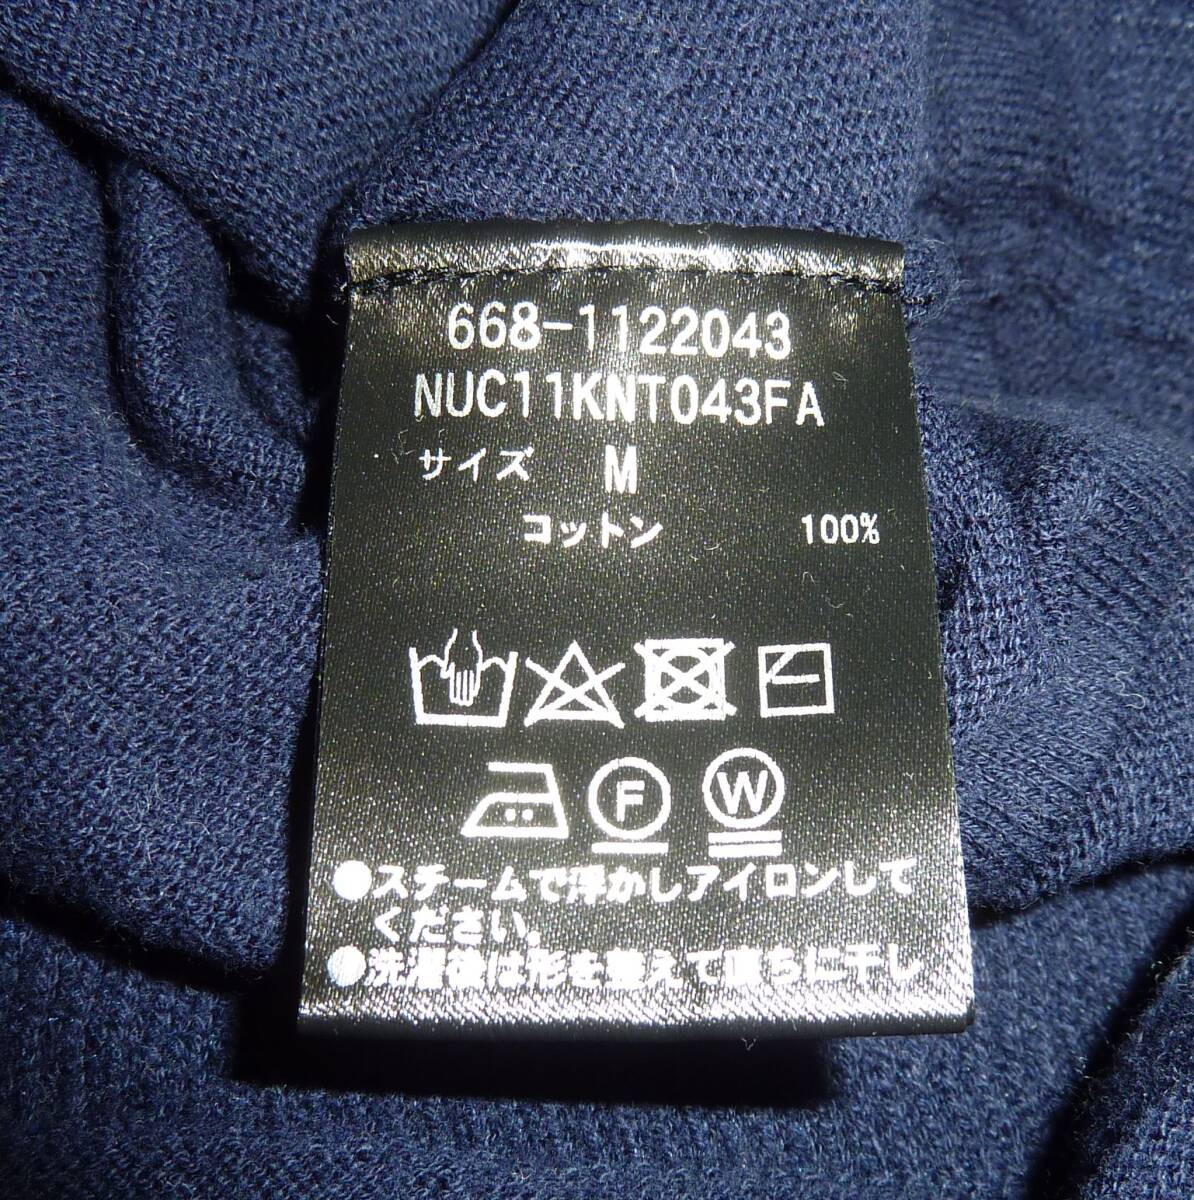 668-1122043
NUC11KNT043FA
サイズ M
コットン 100%
F W
●スチームで浮かしアイロンして
ください。
●洗濯後は形を整えて直ちに干し